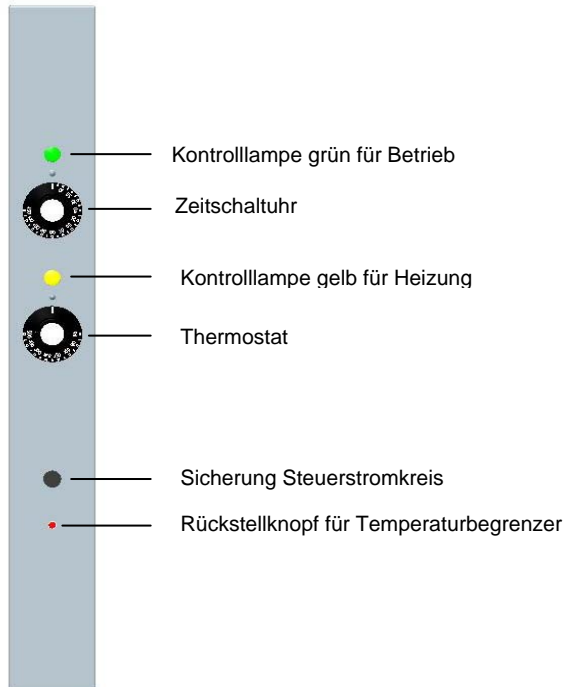 Kontrolllampe grün für Betrieb
Zeitschaltuhr
Kontrolllampe gelb für Heizung
Thermostat
Sicherung Steuerstromkreis
Rückstellknopf für Temperaturbegrenzer